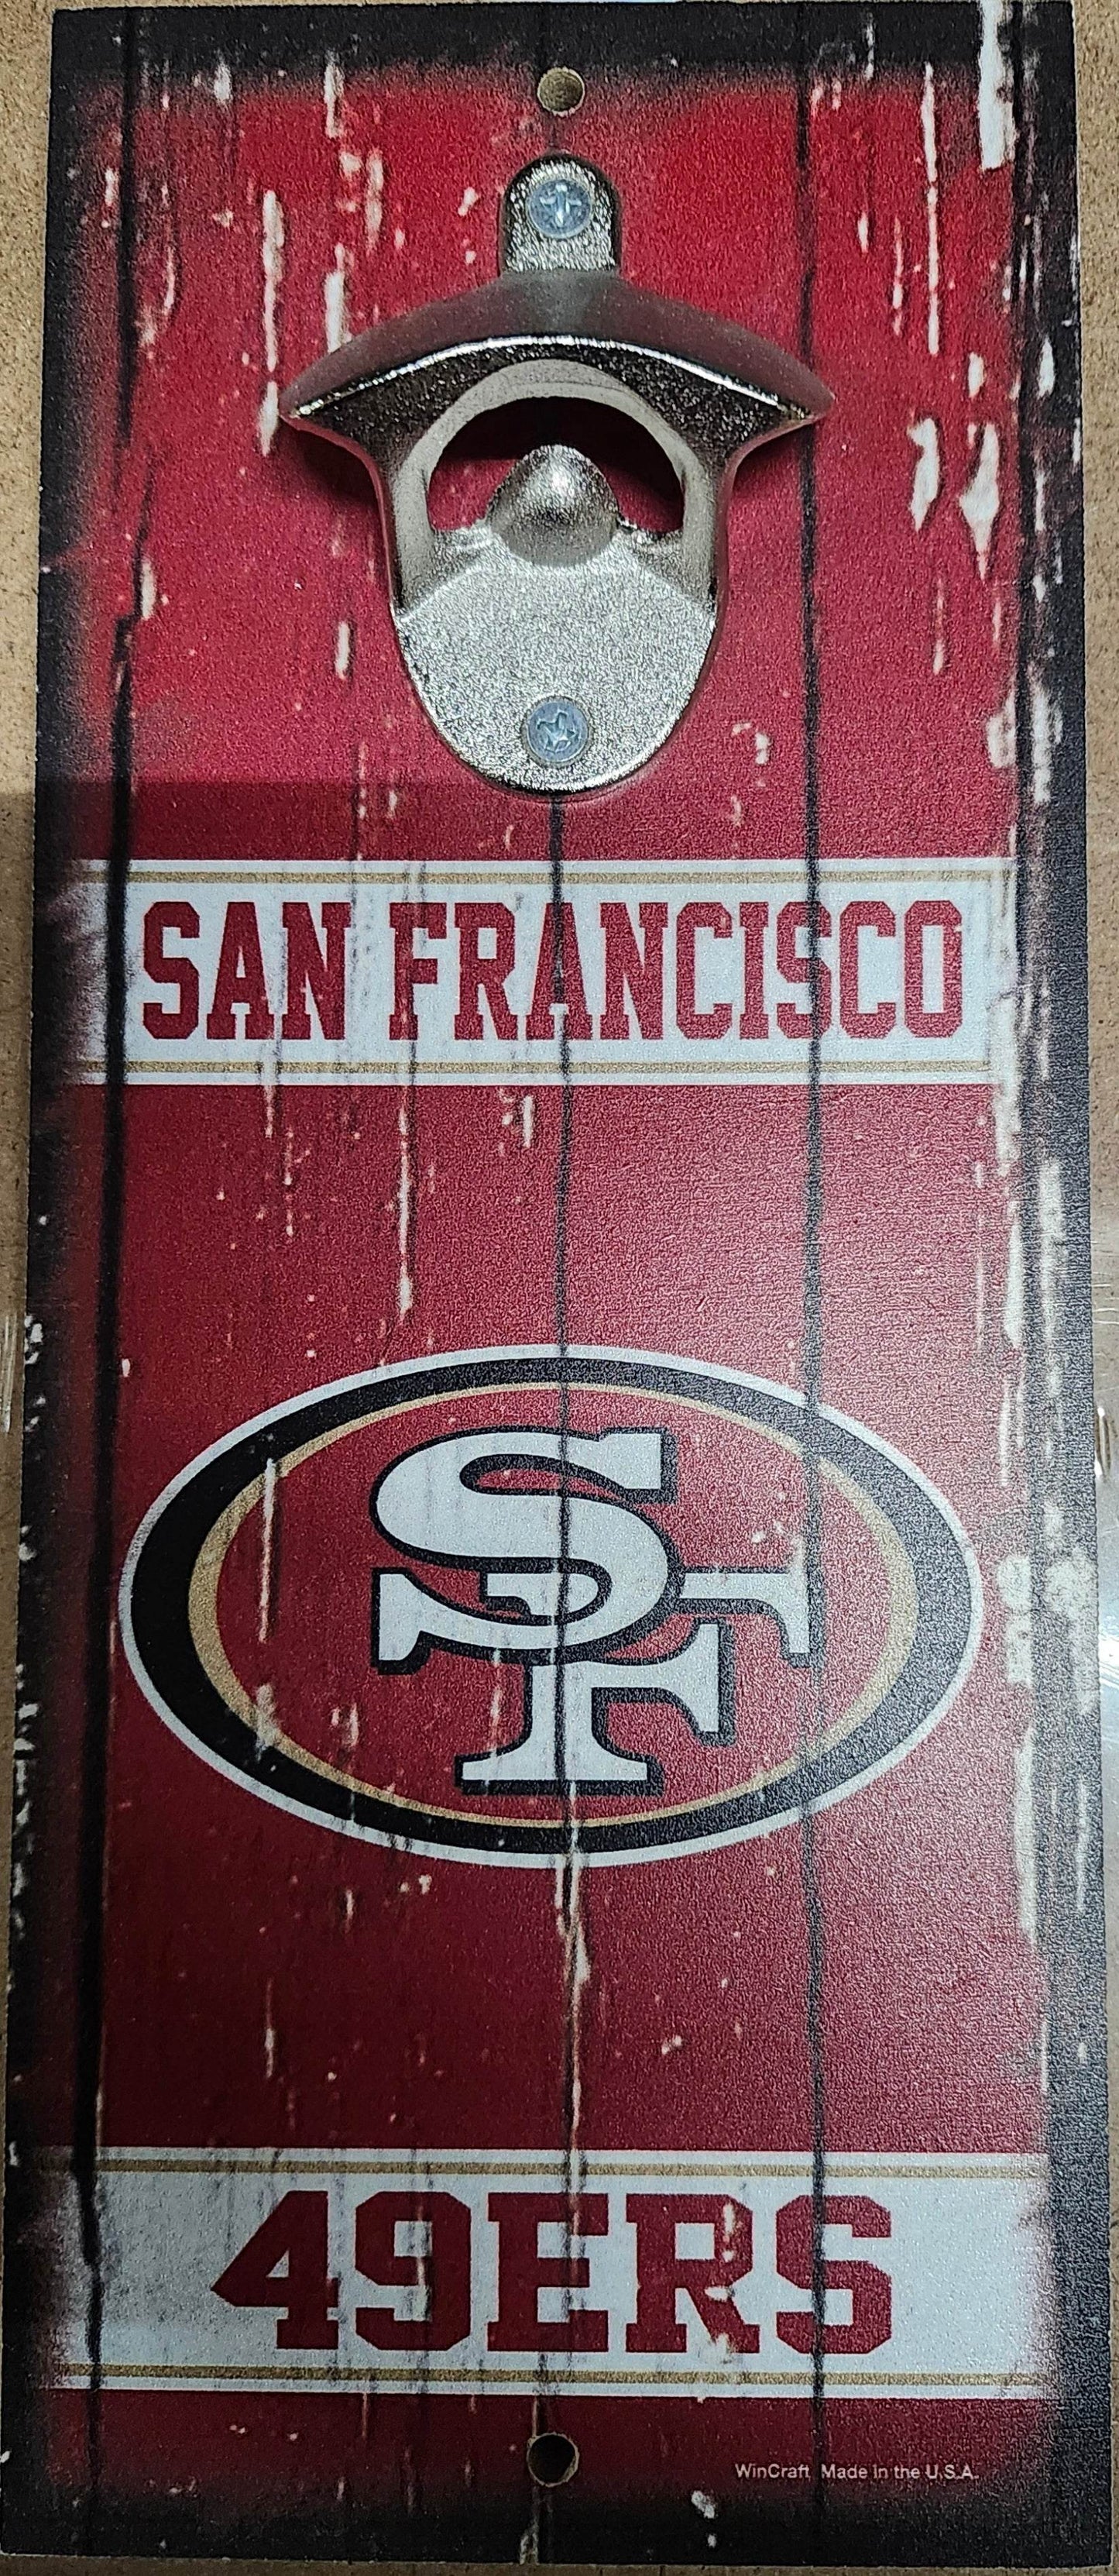 SAN FRANCISCO
SF
49ERS
WinCraft Made in the U.S.A.